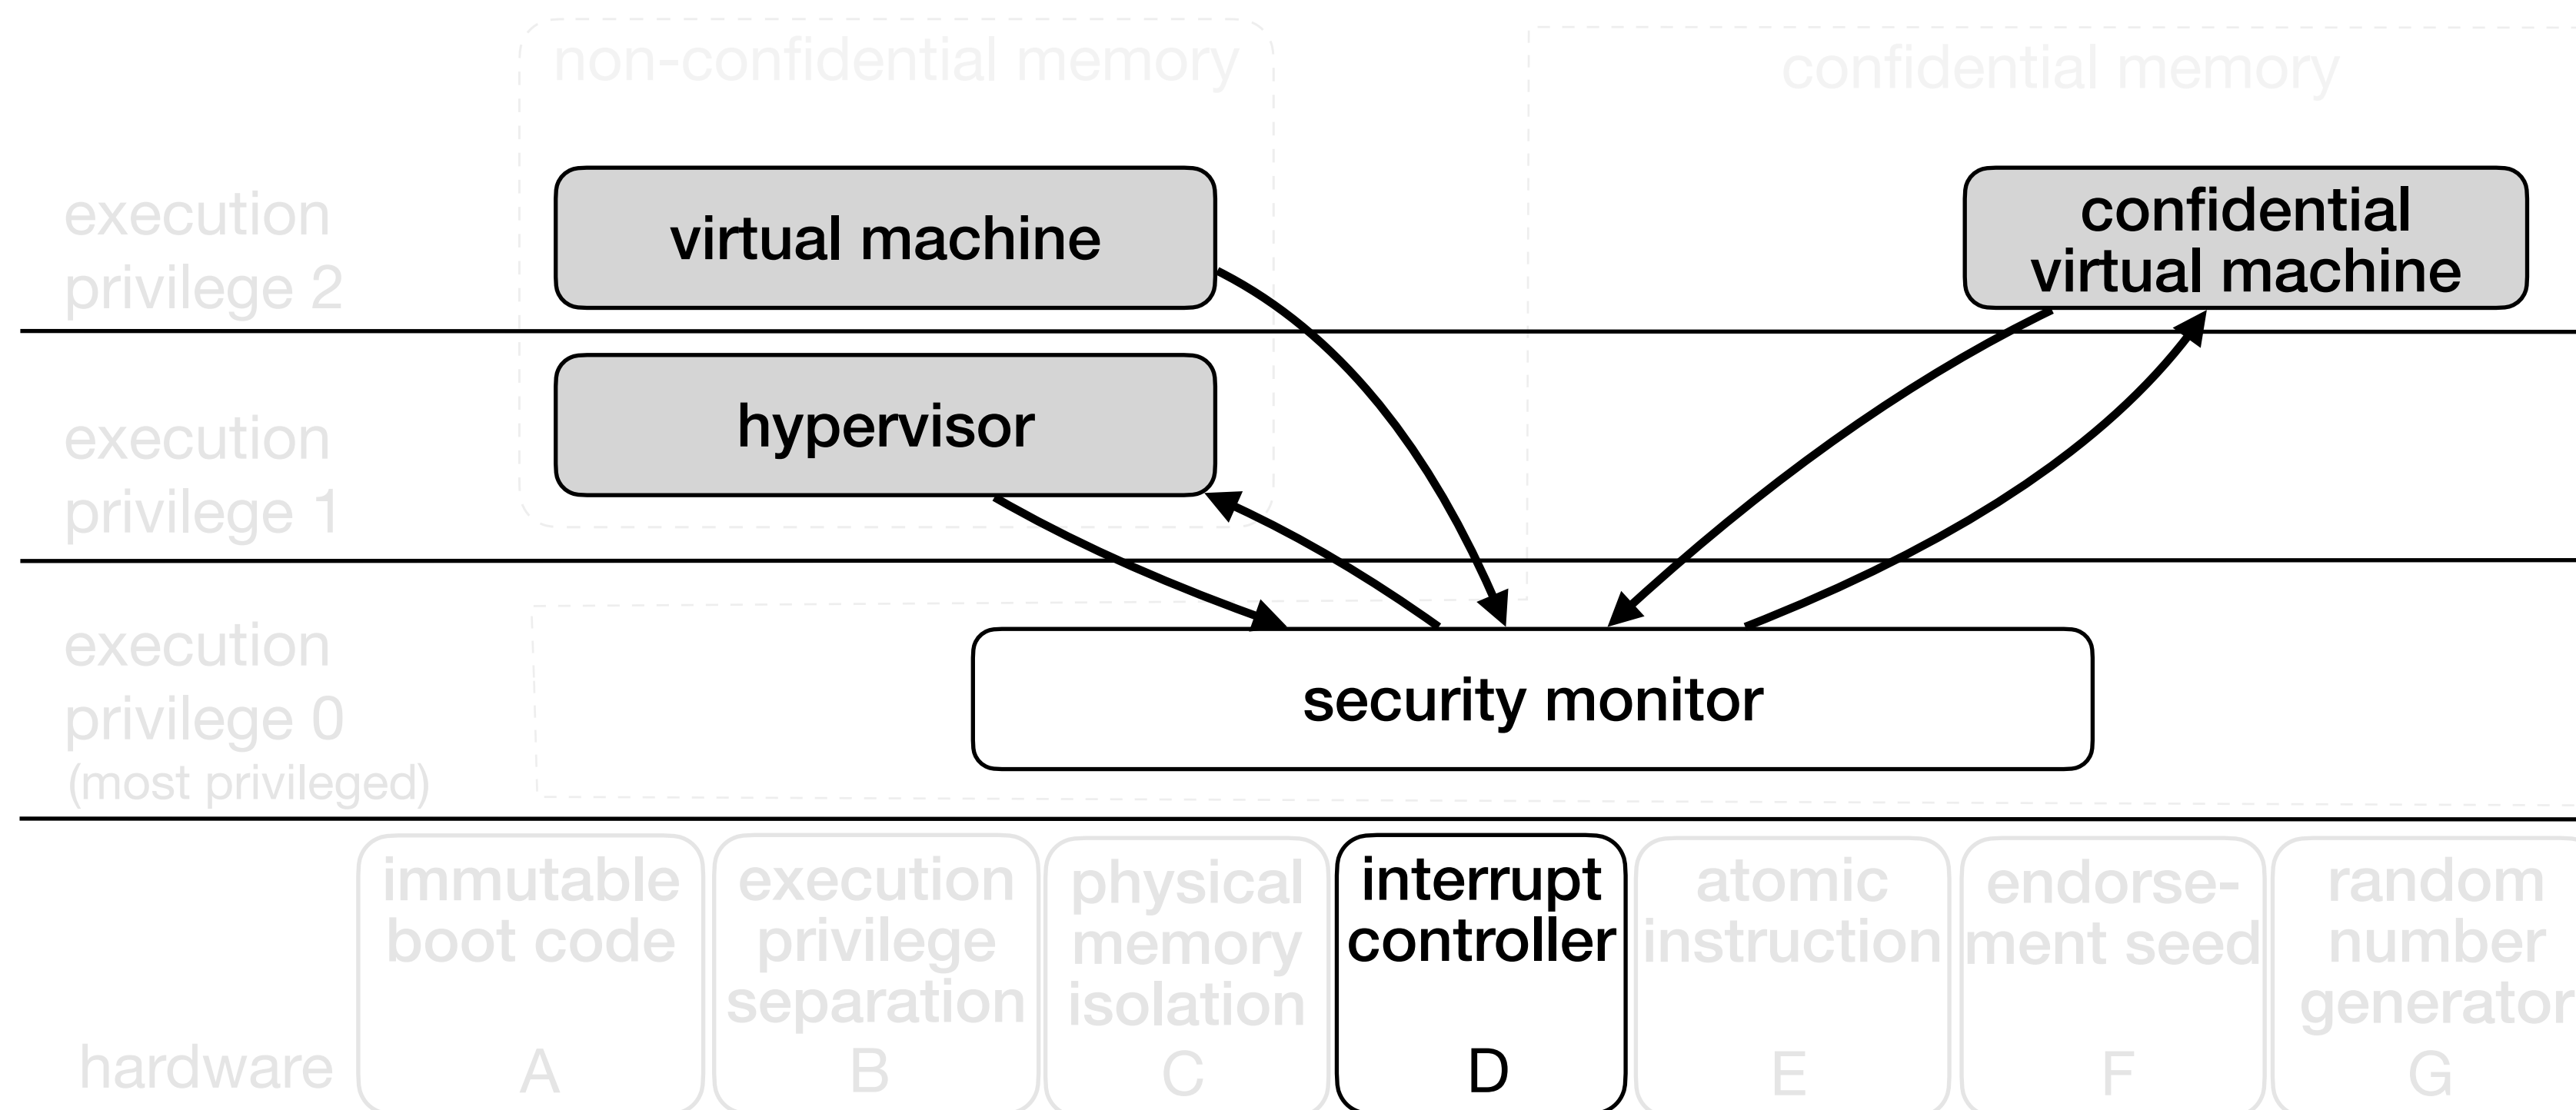 non-confidential memory
confidential memory
execution
privilege 2
virtual machine
confidential
virtual machine
execution
privilege 1
hypervisor
execution
privilege 0
(most privileged)
security monitor
hardware
immutable
boot code
A
execution
privilege
separation
B
physical
memory
isolation
C
interrupt
controller
D
atomic
instruction
E
endorse-
ment seed
F
random
number
generator
G